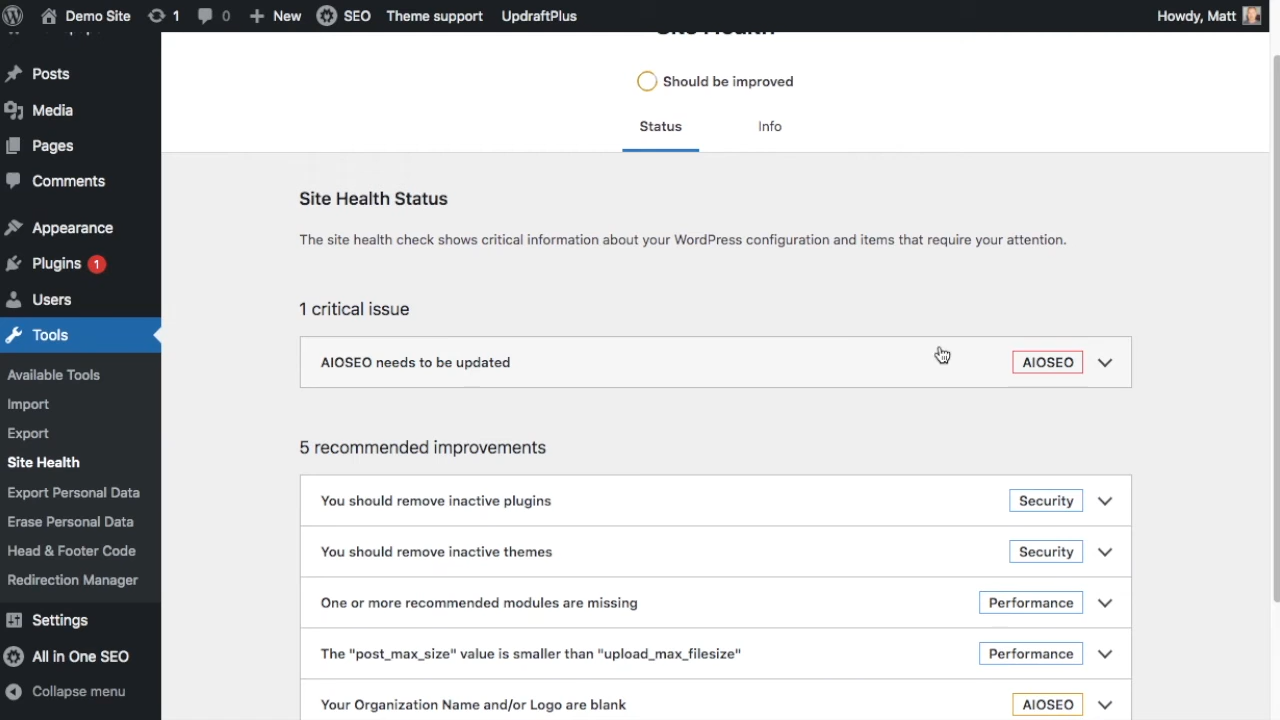 Demo Site 1 0 New SEO Theme support UpdraftPlus Howdy, Matt
Posts
Media
Pages
Comments
Appearance
Plugins 1
Users
Tools
Available Tools
Import
Export
Site Health
Export Personal Data
Erase Personal Data
Head & Footer Code
Redirection Manager
Settings
All in One SEO
Collapse menu
Site Health
Should be improved
Status Info
Site Health Status
The site health check shows critical information about your WordPress configuration and items that require your attention.
1 critical issue
AIOSEO needs to be updated AIOSEO
5 recommended improvements
You should remove inactive plugins Security
You should remove inactive themes Security
One or more recommended modules are missing Performance
The "post_max_size" value is smaller than "upload_max_filesize" Performance
Your Organization Name and/or Logo are blank AIOSEO